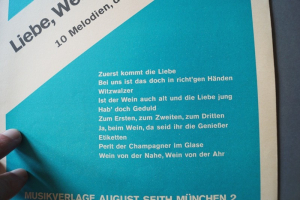 Liebe, We
10 Melodien, d
Zuerst kommt die Liebe
Bei uns ist das doch in richt'gen Händen
Witzwalzer
Ist der Wein auch alt und die Liebe jung
Hab' doch Geduld
Zum Ersten, zum Zweiten, zum Dritten
Ja, beim Wein, da seid ihr die Genießer
Etiketten
Perlt der Champagner im Glase
Wein von der Nahe, Wein von der Ahr
MUSIKVERLAGE AUGUST SEITH MÜNCHEN 2